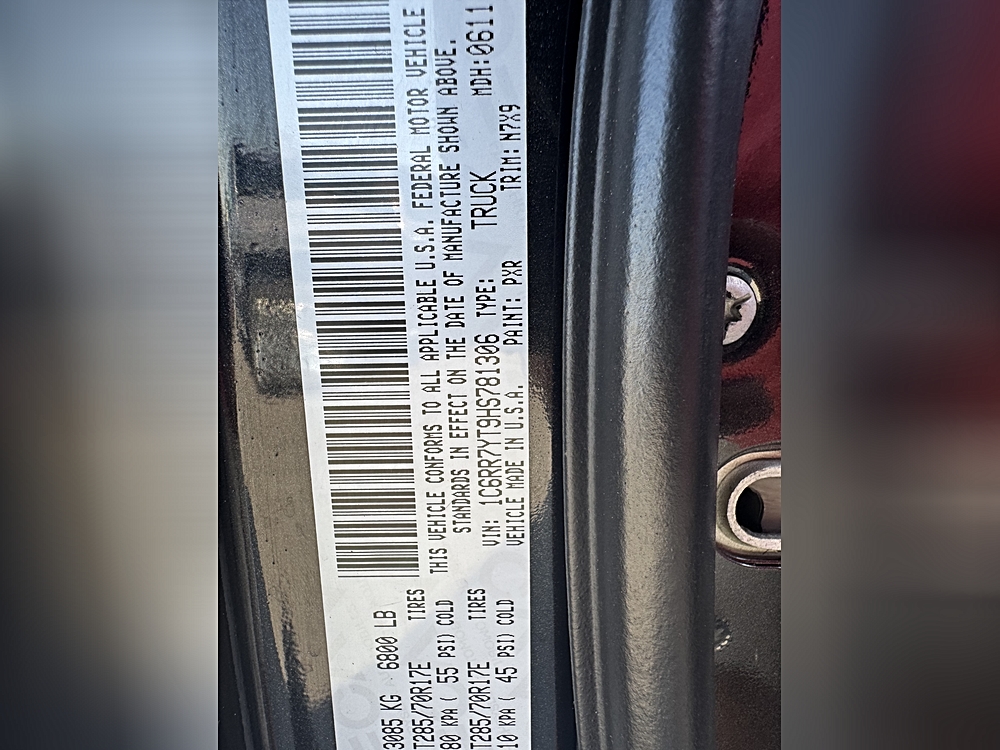 3085 KG 6800 LB
T285/70R17E TIRES
80 KPA ( 55 PSI) COLD
T285/70R17E TIRES
10 KPA ( 45 PSI) COLD
THIS VEHICLE CONFORMS TO ALL APPLICABLE U.S.A. FEDERAL MOTOR VEHICLE
STANDARDS IN EFFECT ON THE DATE OF MANUFACTURE SHOWN ABOVE.
VIN: 1C6RR7YT9HS781306 TYPE: TRUCK MDH:0611
VEHICLE MADE IN U.S.A. PAINT: PXR TRIM: N7X9